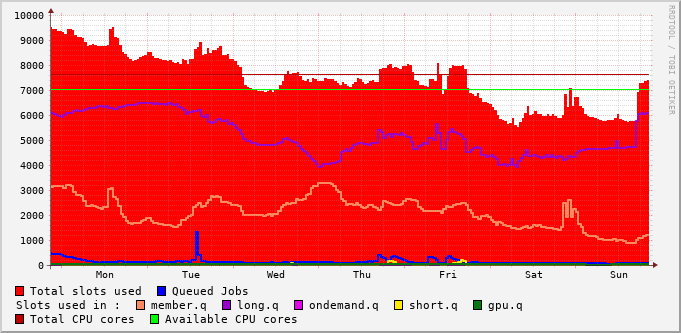 RRDTOOL / TOBI OETIKER
10000
9000
8000
7000
6000
5000
4000
3000
2000
1000
0
Mon Tue Wed Thu Fri Sat Sun
Total slots used Queued Jobs
Slots used in : member.q long.q ondemand.q short.q gpu.q
Total CPU cores Available CPU cores